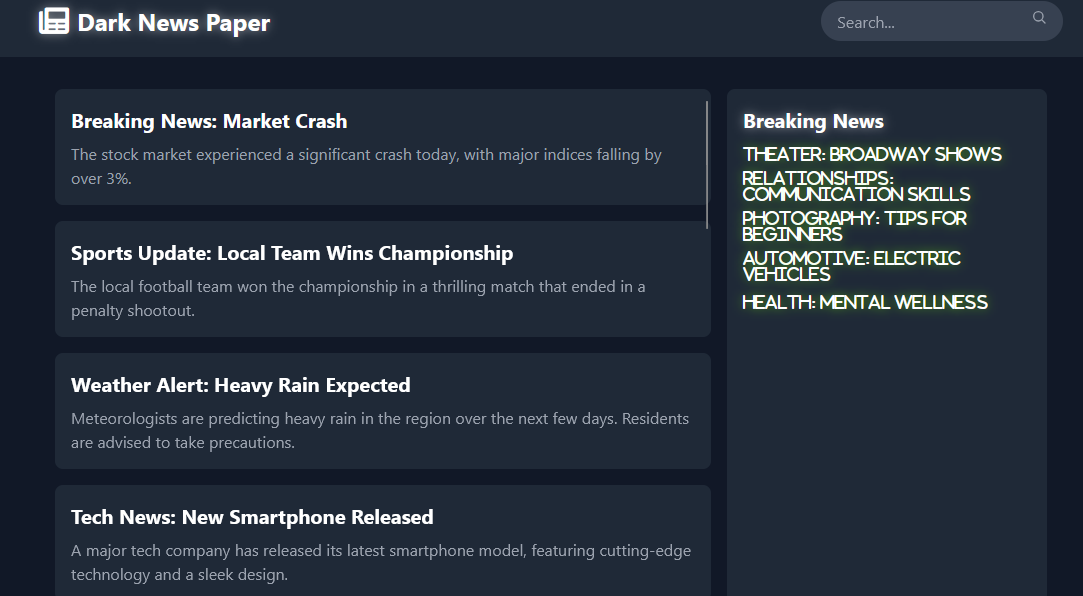 Dark News Paper
Search...
Breaking News: Market Crash
The stock market experienced a significant crash today, with major indices falling by
over 3%.
Sports Update: Local Team Wins Championship
The local football team won the championship in a thrilling match that ended in a
penalty shootout.
Weather Alert: Heavy Rain Expected
Meteorologists are predicting heavy rain in the region over the next few days. Residents
are advised to take precautions.
Tech News: New Smartphone Released
A major tech company has released its latest smartphone model, featuring cutting-edge
technology and a sleek design.
Breaking News
THEATER: BROADWAY SHOWS
RELATIONSHIPS:
COMMUNICATION SKILLS
PHOTOGRAPHY: TIPS FOR
BEGINNERS
AUTOMOTIVE: ELECTRIC
VEHICLES
HEALTH: MENTAL WELLNESS